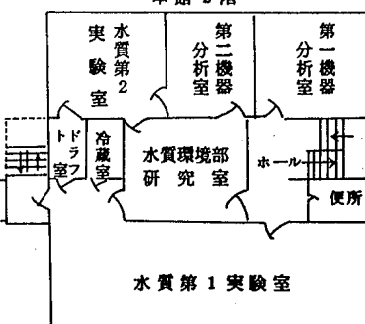 水質第2
実験室
第二機器
分析室
第一機器
分析室
ドラフト室
冷蔵室
水質環境部
研究室
ホール
便所
水質第1実験室